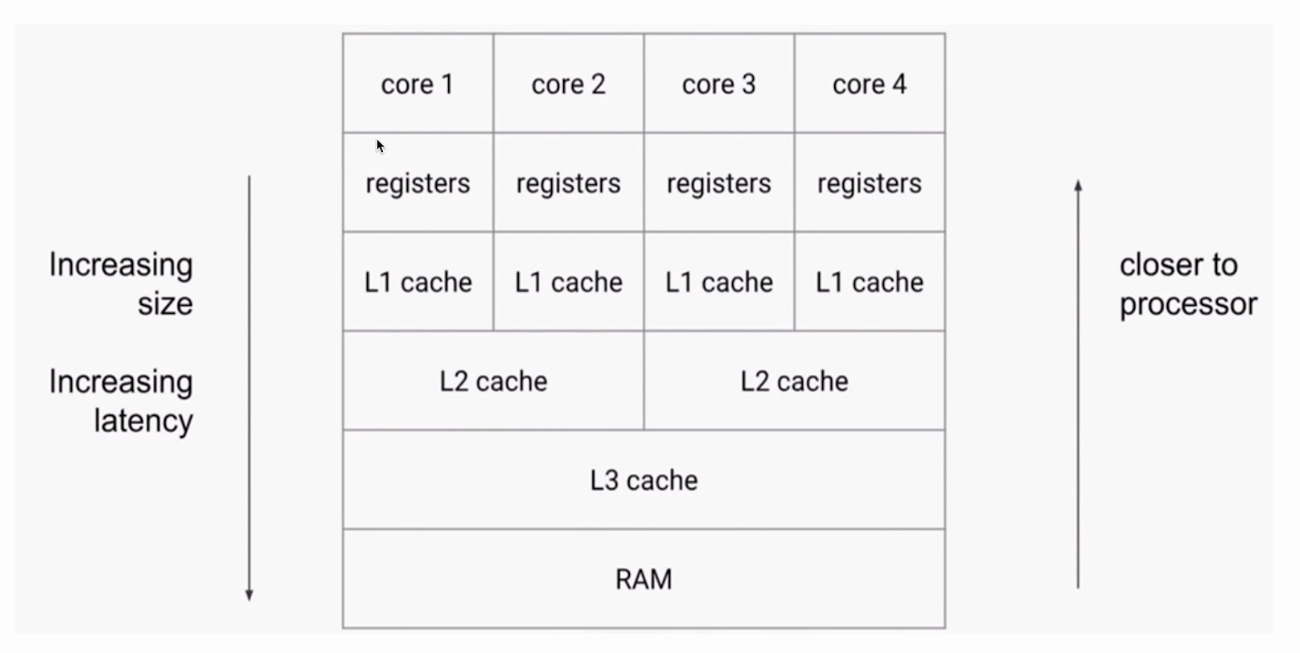 core 1
core 2
core 3
core 4
registers
registers
registers
registers
Increasing
size
L1 cache
L1 cache
L1 cache
L1 cache
closer to
processor
Increasing
latency
L2 cache
L2 cache
L3 cache
RAM